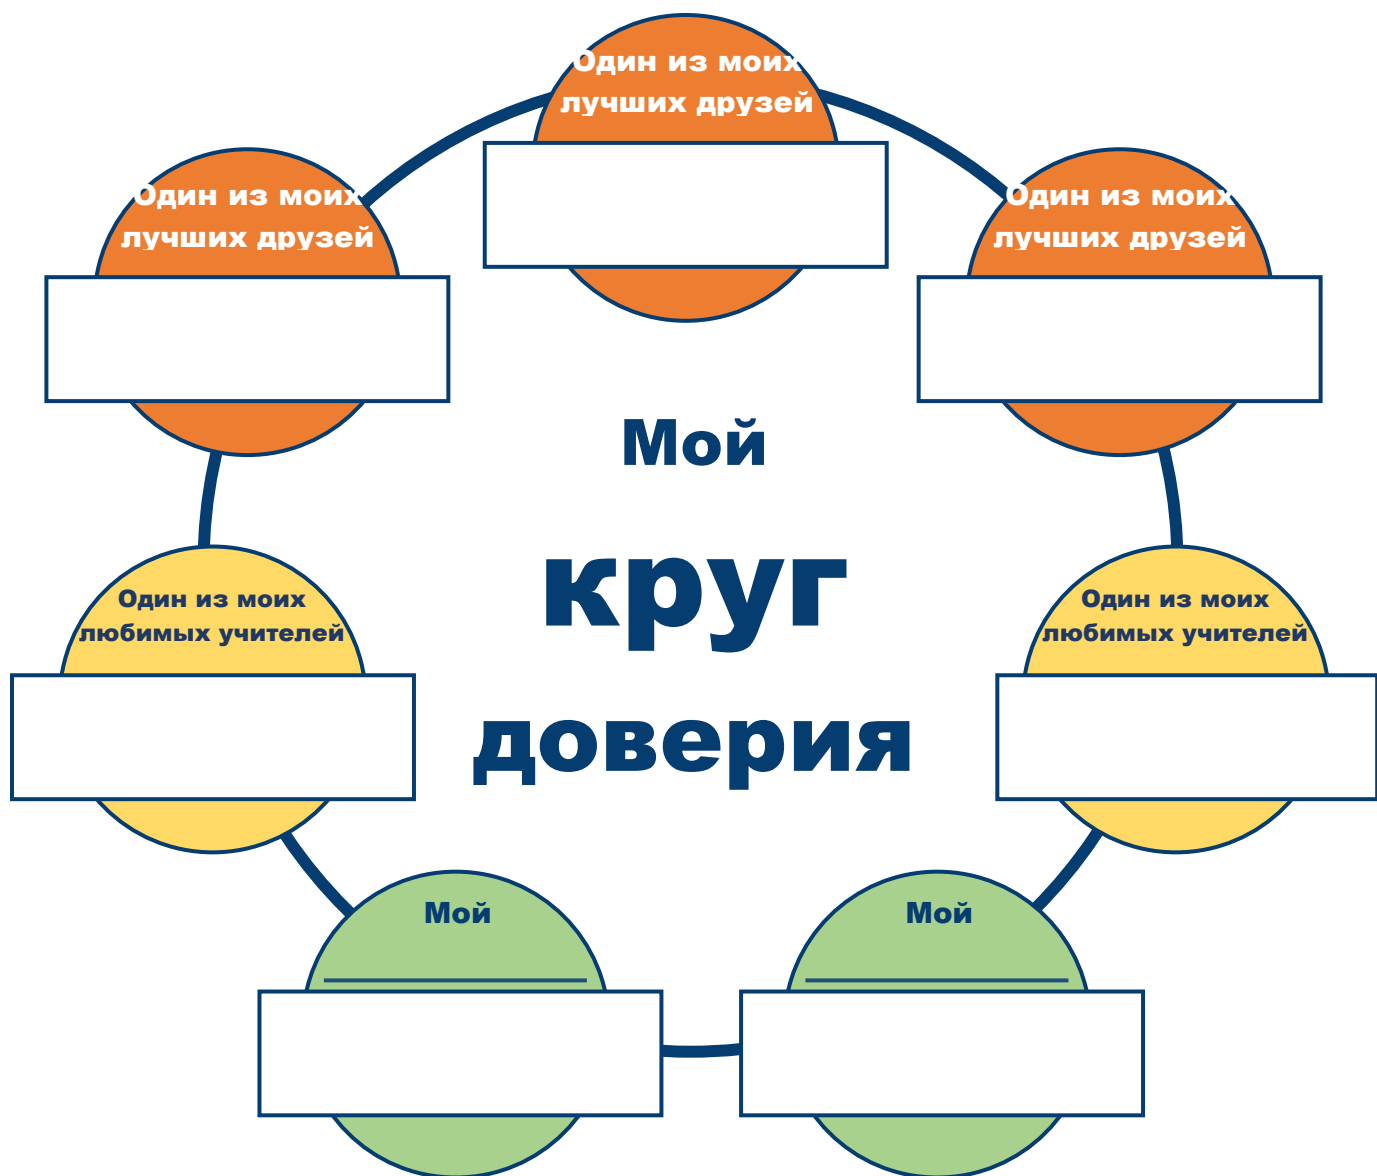 Один из моих
лучших друзей
Один из моих
лучших друзей
Один из моих
лучших друзей
Мой
круг
доверия
Один из моих
любимых учителей
Один из моих
любимых учителей
Мой
Мой